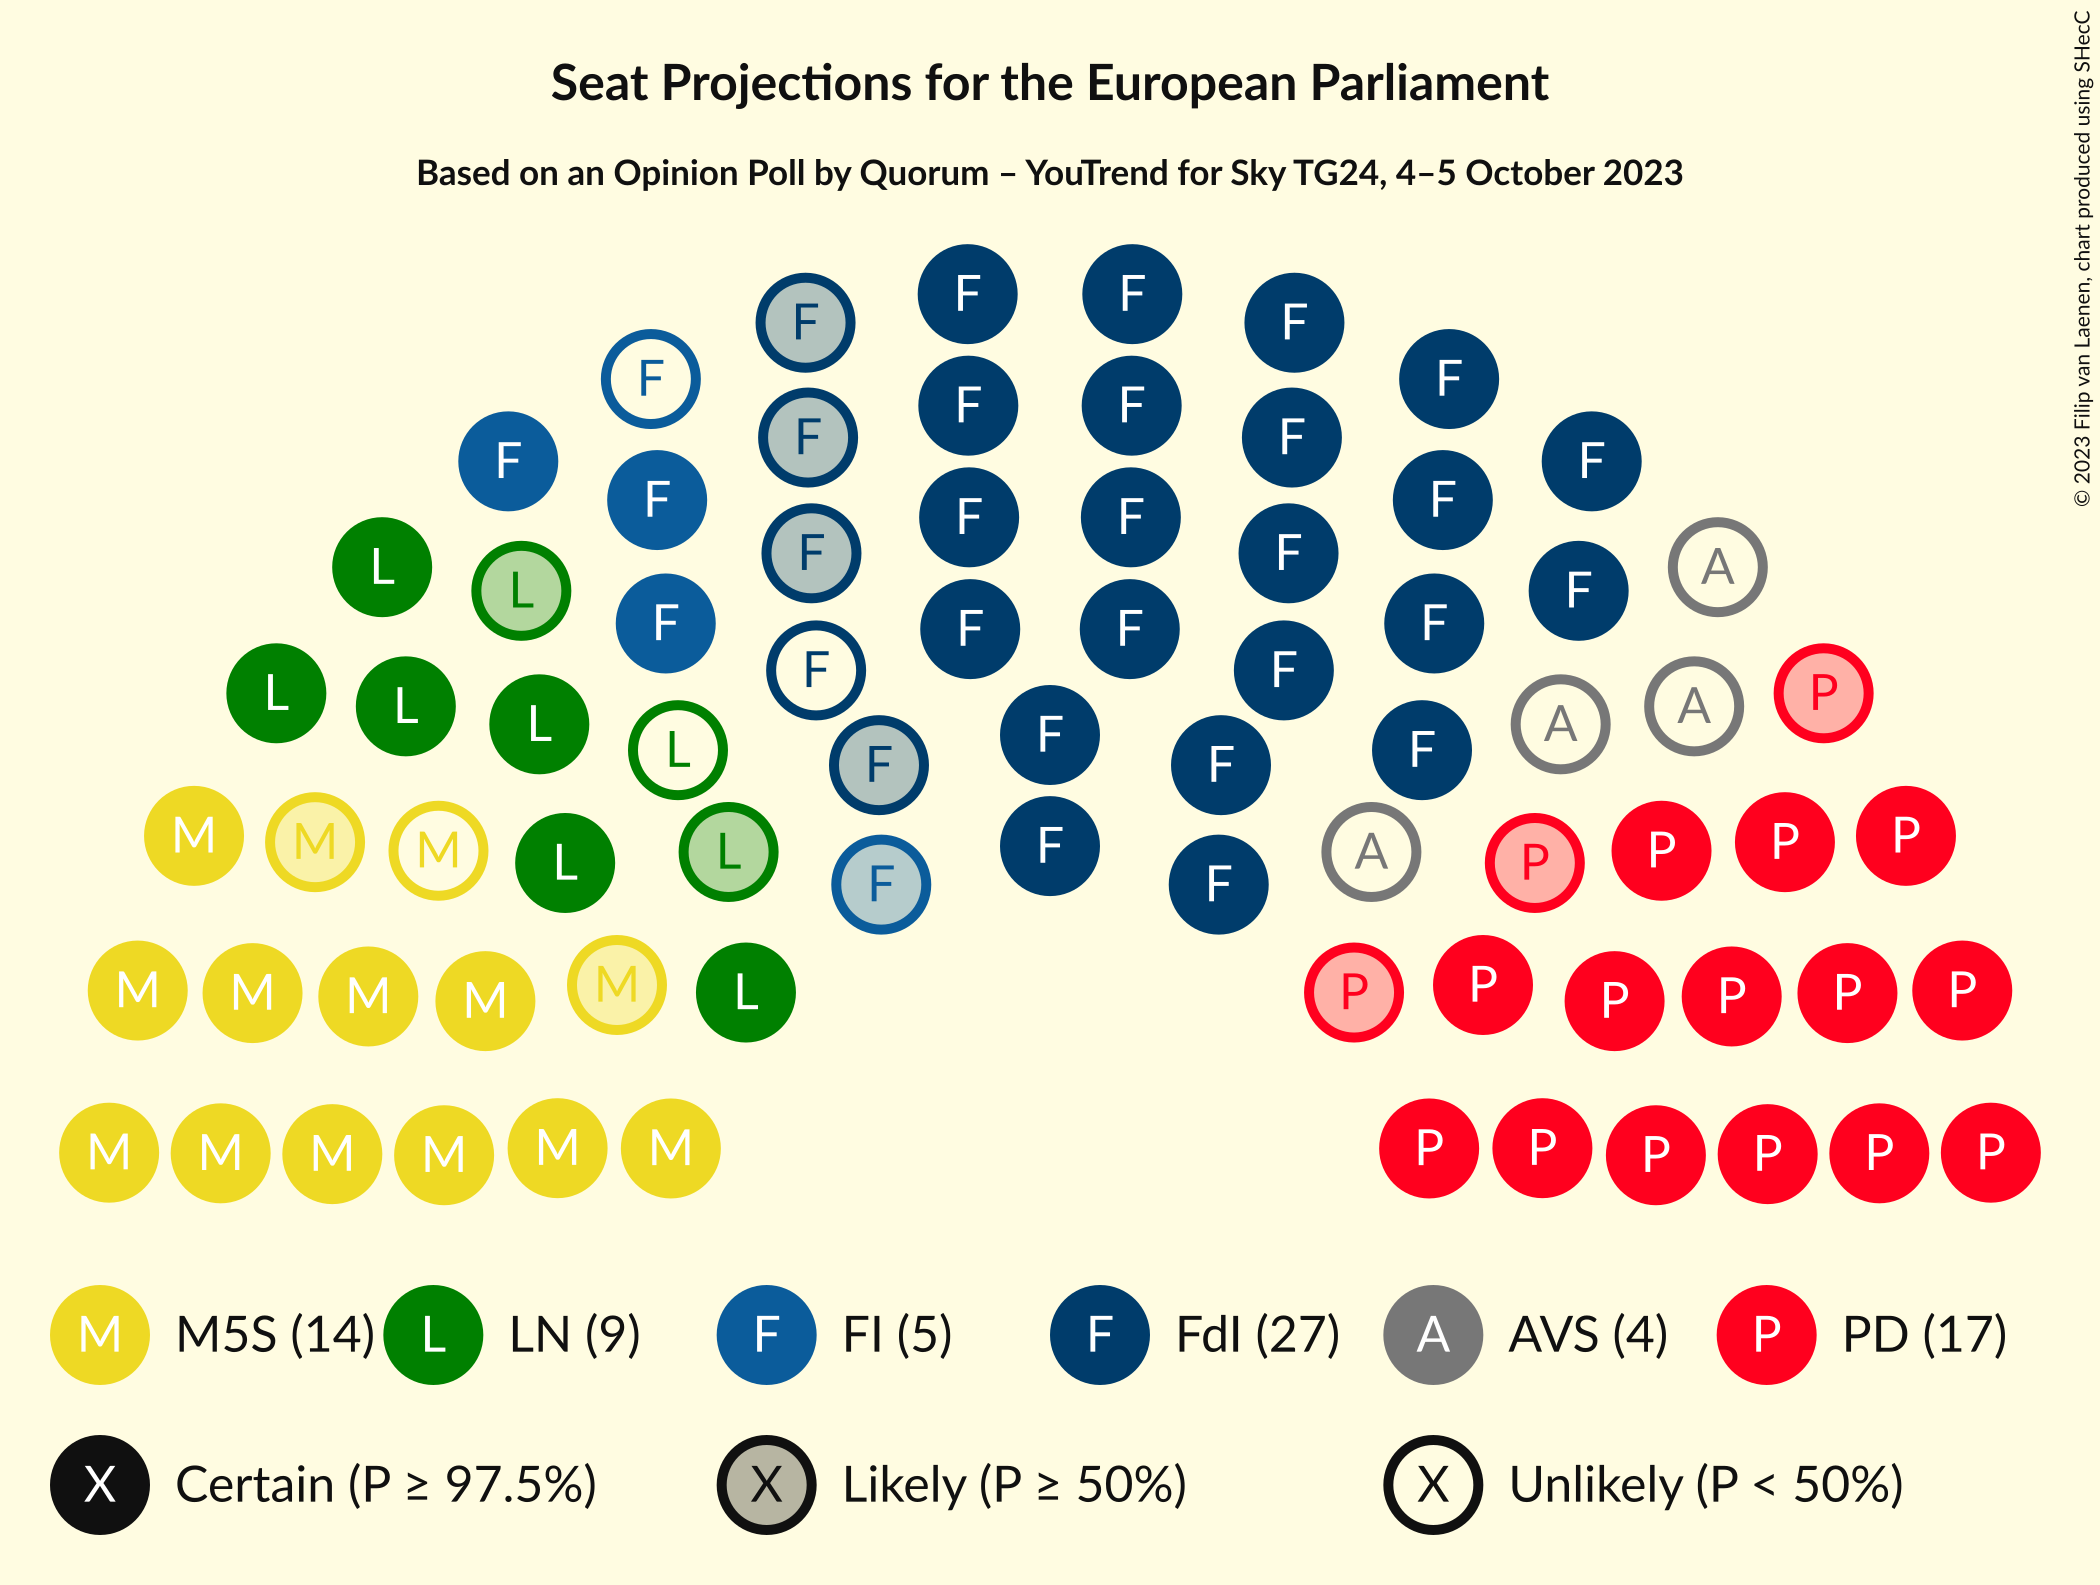 Seat Projections for the European Parliament
Based on an Opinion Poll by Quorum – YouTrend for Sky TG24, 4–5 October 2023
© 2023 Filip van Laenen, chart produced using SHecC
F F F F
F F
F F F F
F F
F F
F F F F
L L A
F F F F
F F
L F F P
L L L A A
L F F F F
M M M L L F F F A P P P P
M M M M M L P P P P P P
M M M M M M P P P P P P
M M5S (14) L LN (9) F FI (5) F FdI (27) A AVS (4) P PD (17)
X Certain (P ≥ 97.5%) X Likely (P ≥ 50%) X Unlikely (P < 50%)